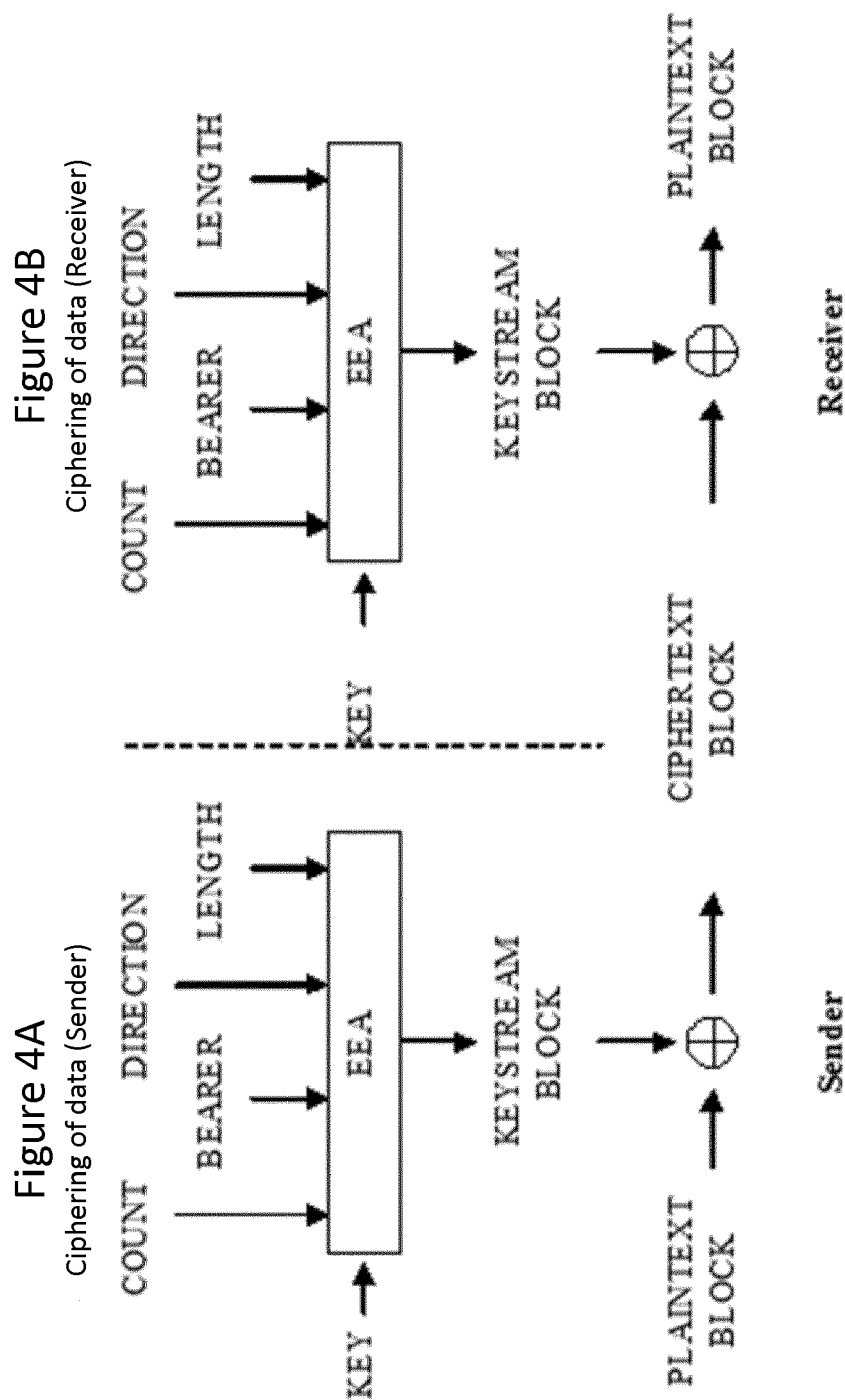 Figure 4A
Ciphering of data (Sender)
COUNT
DIRECTION
BEARER
LENGTH
KEY
EEA
KEYSTREAM
BLOCK
PLAINTEXT
BLOCK
Sender
Figure 4B
Ciphering of data (Receiver)
COUNT
DIRECTION
BEARER
LENGTH
KEY
EEA
KEYSTREAM
BLOCK
CIPHERTEXT
BLOCK
PLAINTEXT
BLOCK
Receiver